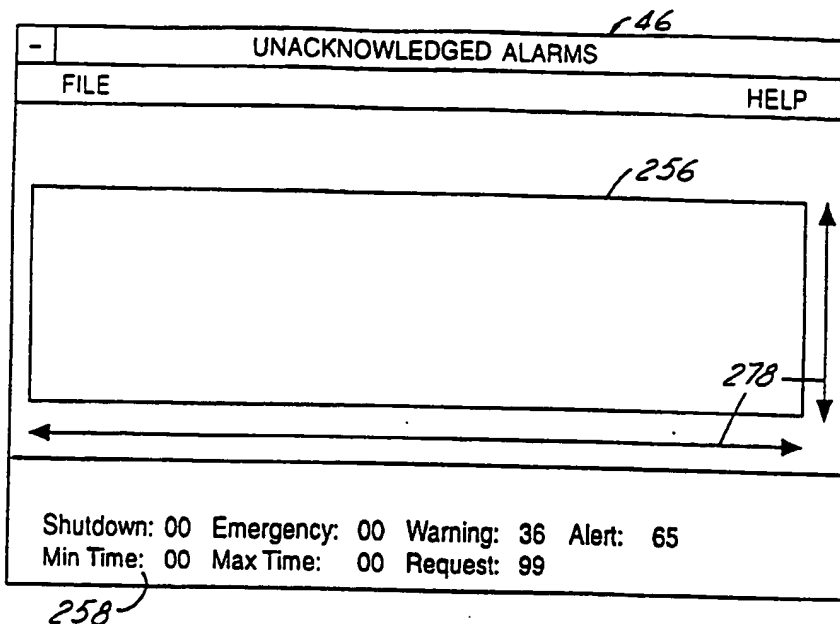 46
- UNACKNOWLEDGED ALARMS
FILE HELP
256
278
Shutdown: 00 Emergency: 00 Warning: 36 Alert: 65
Min Time: 00 Max Time: 00 Request: 99
258